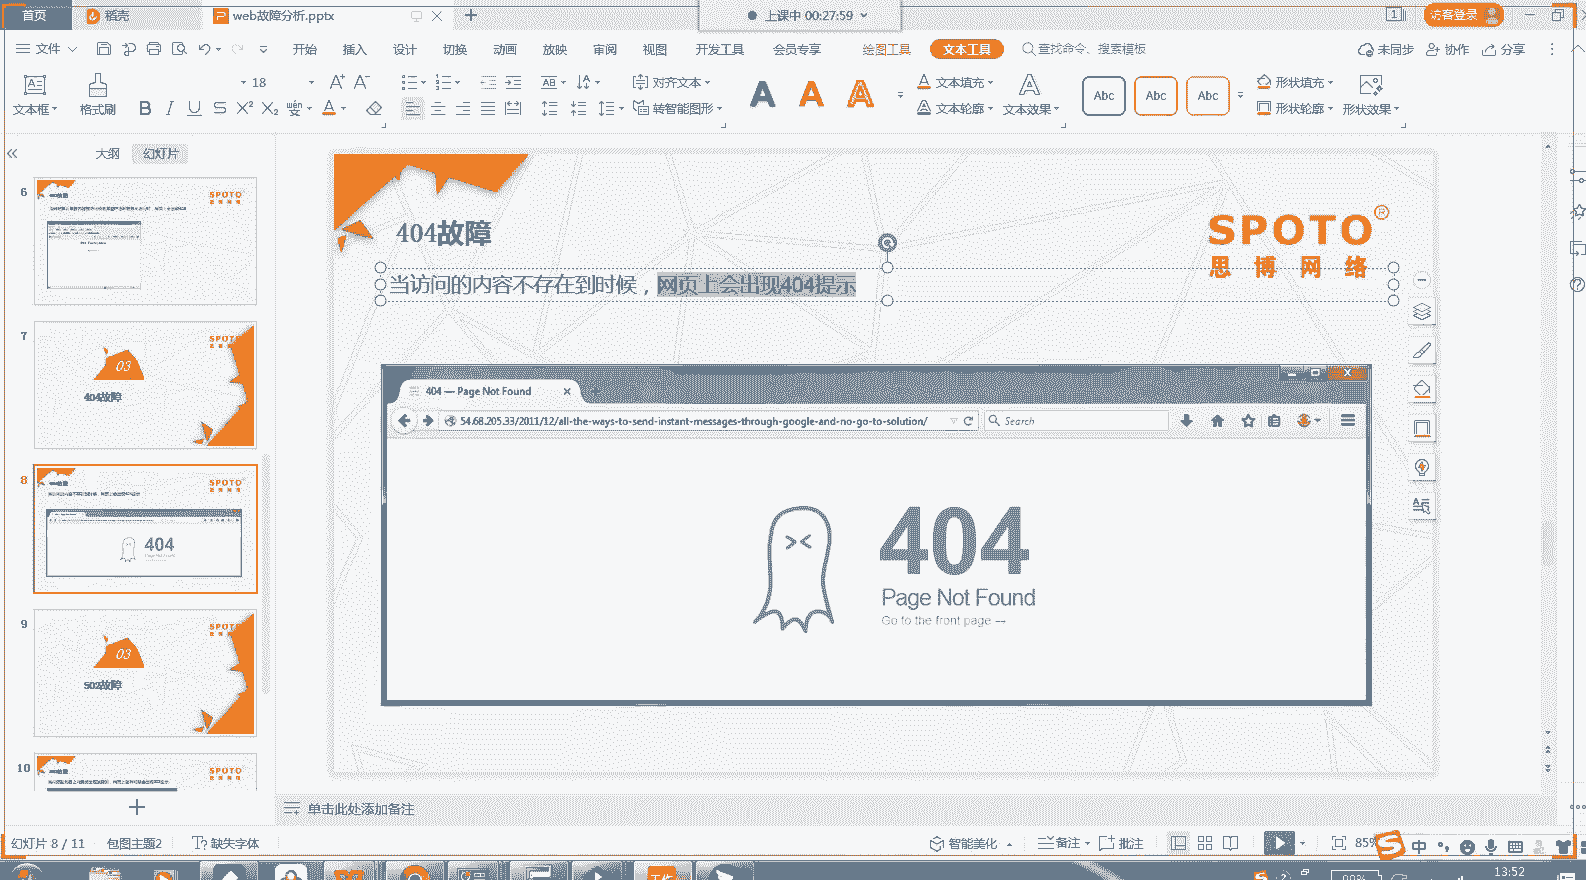 首页
稻壳
web故障分析.pptx
上课中 00:27:59
1
访客登录
文件
开始
插入
设计
切换
动画
放映
审阅
视图
开发工具
会员专享
绘图工具
文本工具
查找命令、搜索模板
未同步
协作
分享
文本框
格式刷
18
A+ A-
B I U S X² X₂
对齐文本
转智能图形
A A A
文本填充
文本轮廓
文本效果
Abc Abc Abc
形状填充
形状轮廓
形状效果
大纲
幻灯片
6
SPOTO
7
SPOTO
03
404故障
8
SPOTO
404
9
SPOTO
03
502故障
10
SPOTO
404故障
SPOTO®
思博网络
当访问的内容不存在到时候，网页上会出现404提示
404 — Page Not Found
54.68.205.33/2011/12/all-the-ways-to-send-instant-messages-through-google-and-no-go-to-solution/
Search
404
Page Not Found
Go to the front page →
单击此处添加备注
幻灯片 8 / 11
包图主题2
缺失字体
智能美化
备注
批注
85%
中
13:52